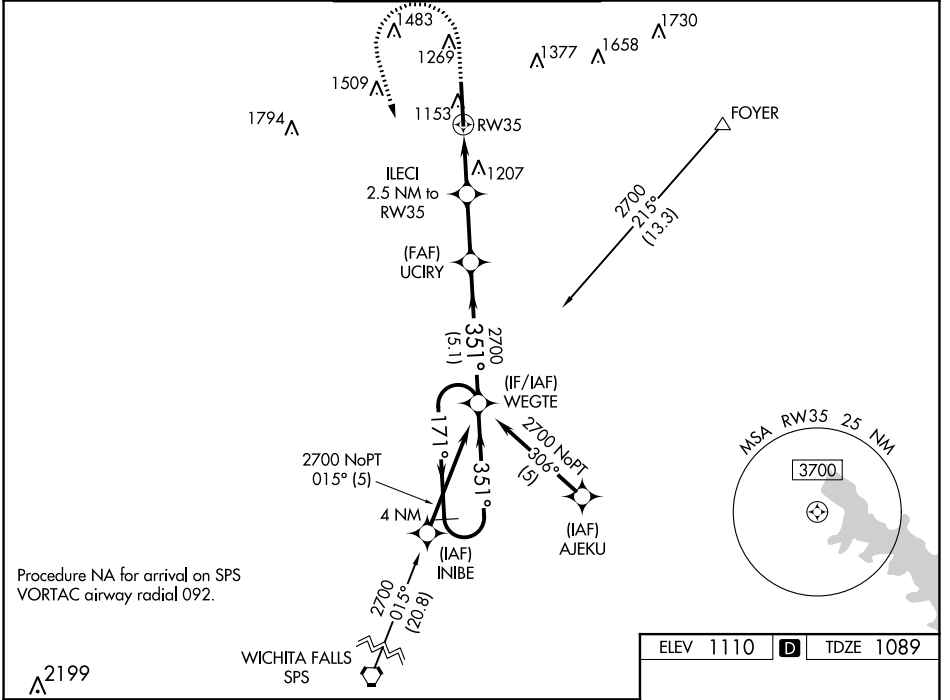 1483
1730
1269
1377
1658
1509
1153
RW35
FOYER
1794
1207
ILECI
2.5 NM to
RW35
2700
215°
(13.3)
(FAF)
UCIRY
2700
351°
(5.1)
(IF/IAF)
WEGTE
171°
351°
2700 NoPT
306°
(5)
2700 NoPT
015° (5)
4 NM
(IAF)
INIBE
(IAF)
AJEKU
MSA RW35 25 NM
3700
Procedure NA for arrival on SPS
VORTAC airway radial 092.
2700
015°
(20.8)
WICHITA FALLS
SPS
2199
ELEV 1110 D TDZE 1089